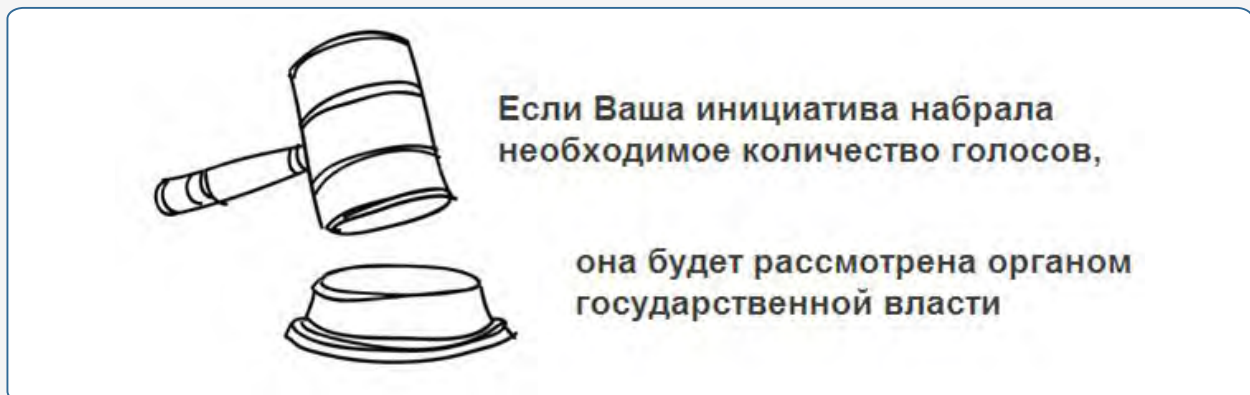 Если Ваша инициатива набрала
необходимое количество голосов,
она будет рассмотрена органом
государственной власти